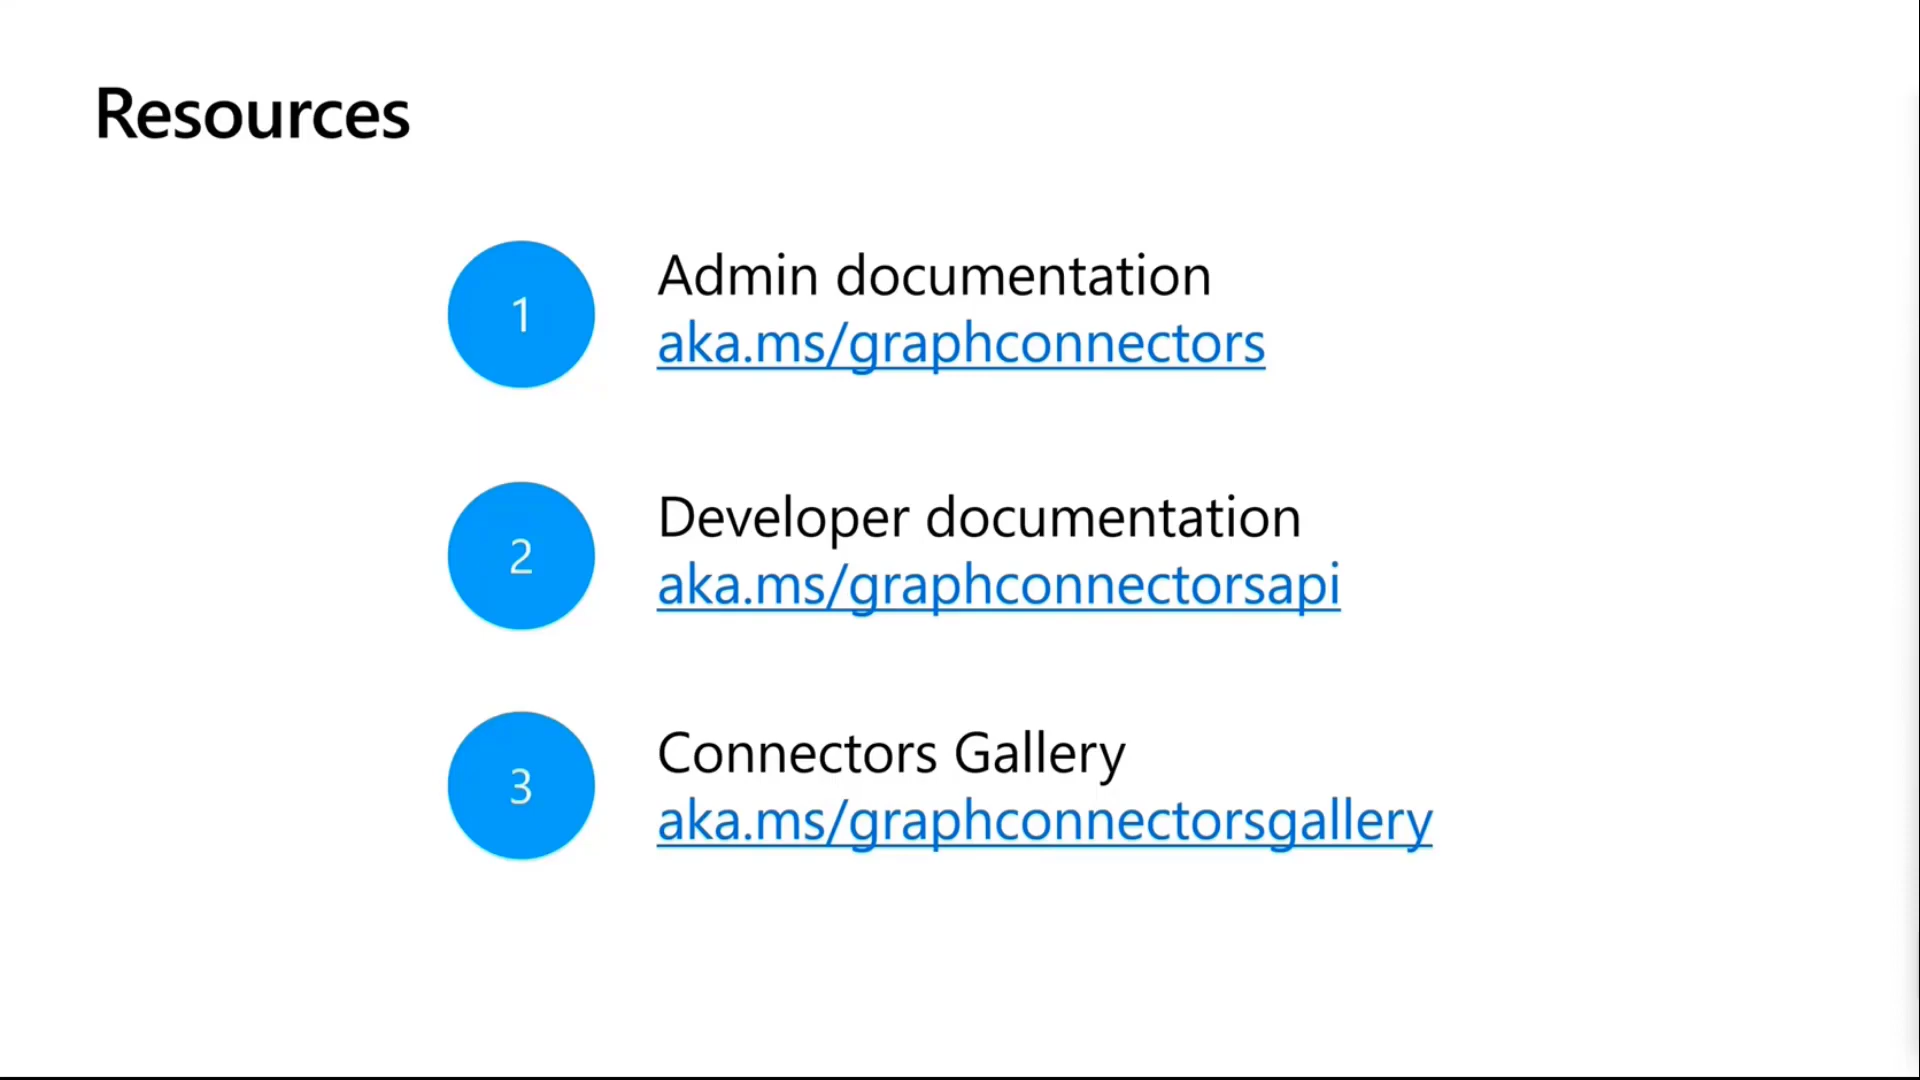 Resources
1
Admin documentation
aka.ms/graphconnectors
2
Developer documentation
aka.ms/graphconnectorsapi
3
Connectors Gallery
aka.ms/graphconnectorsgallery